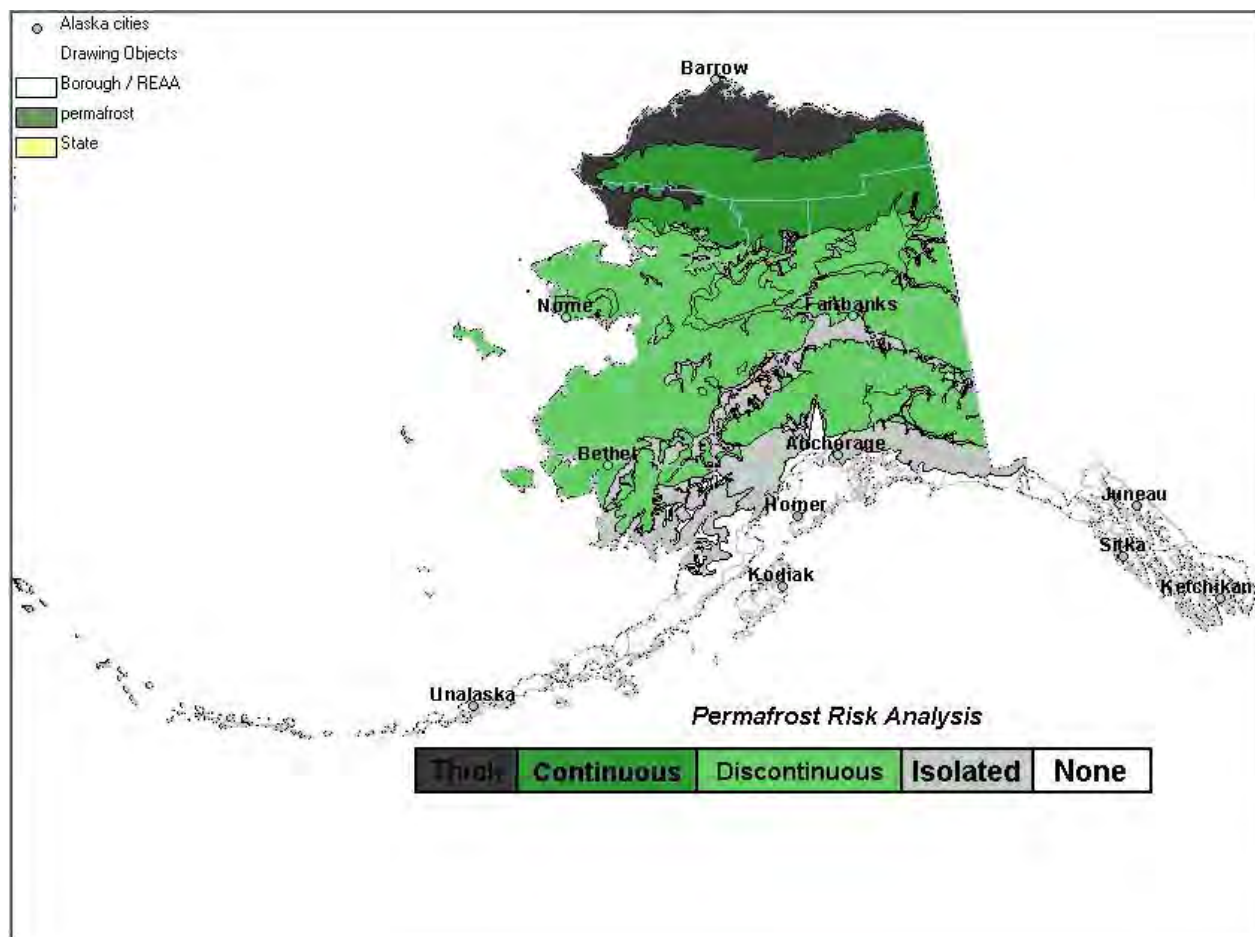 Alaska cities
Drawing Objects
Borough / REAA
permafrost
State
Barrow
Nome
Fairbanks
Bethel
Anchorage
Homer
Juneau
Sitka
Kodiak
Ketchikan
Unalaska
Permafrost Risk Analysis
Thick Continuous Discontinuous Isolated None